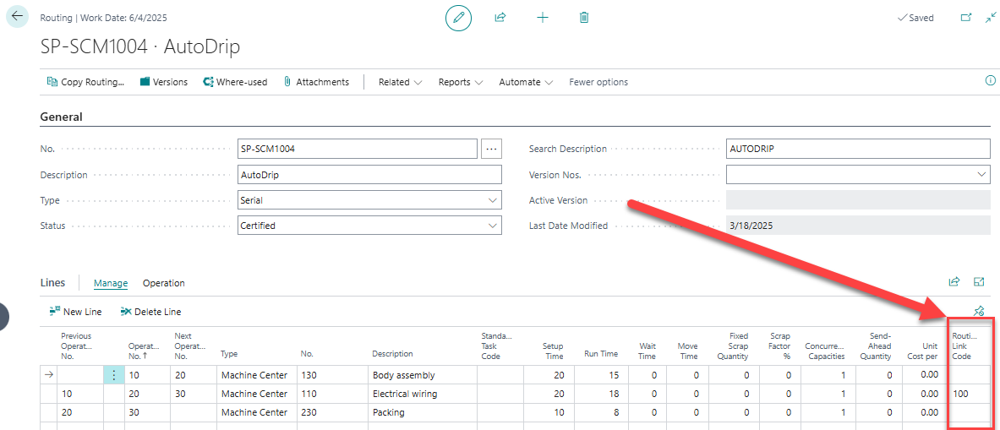 Routing | Work Date: 6/4/2025
Saved
SP-SCM1004 · AutoDrip
Copy Routing... Versions Where-used Attachments Related Reports Automate Fewer options
General
No. SP-SCM1004 ... Search Description AUTODRIP
Description AutoDrip Version Nos.
Type Serial Active Version
Status Certified Last Date Modified 3/18/2025
Lines Manage Operation
New Line Delete Line
Previous Operat... No. Operat... No.↑ Next Operat... No. Type No. Description Standa... Task Code Setup Time Run Time Wait Time Move Time Fixed Scrap Quantity Scrap Factor % Concurre... Capacities Send-Ahead Quantity Unit Cost per Routi... Link Code
10 20 Machine Center 130 Body assembly 20 15 0 0 0 0 1 0 0.00
10 20 30 Machine Center 110 Electrical wiring 20 18 0 0 0 0 1 0 0.00 100
20 30 Machine Center 230 Packing 10 8 0 0 0 0 1 0 0.00